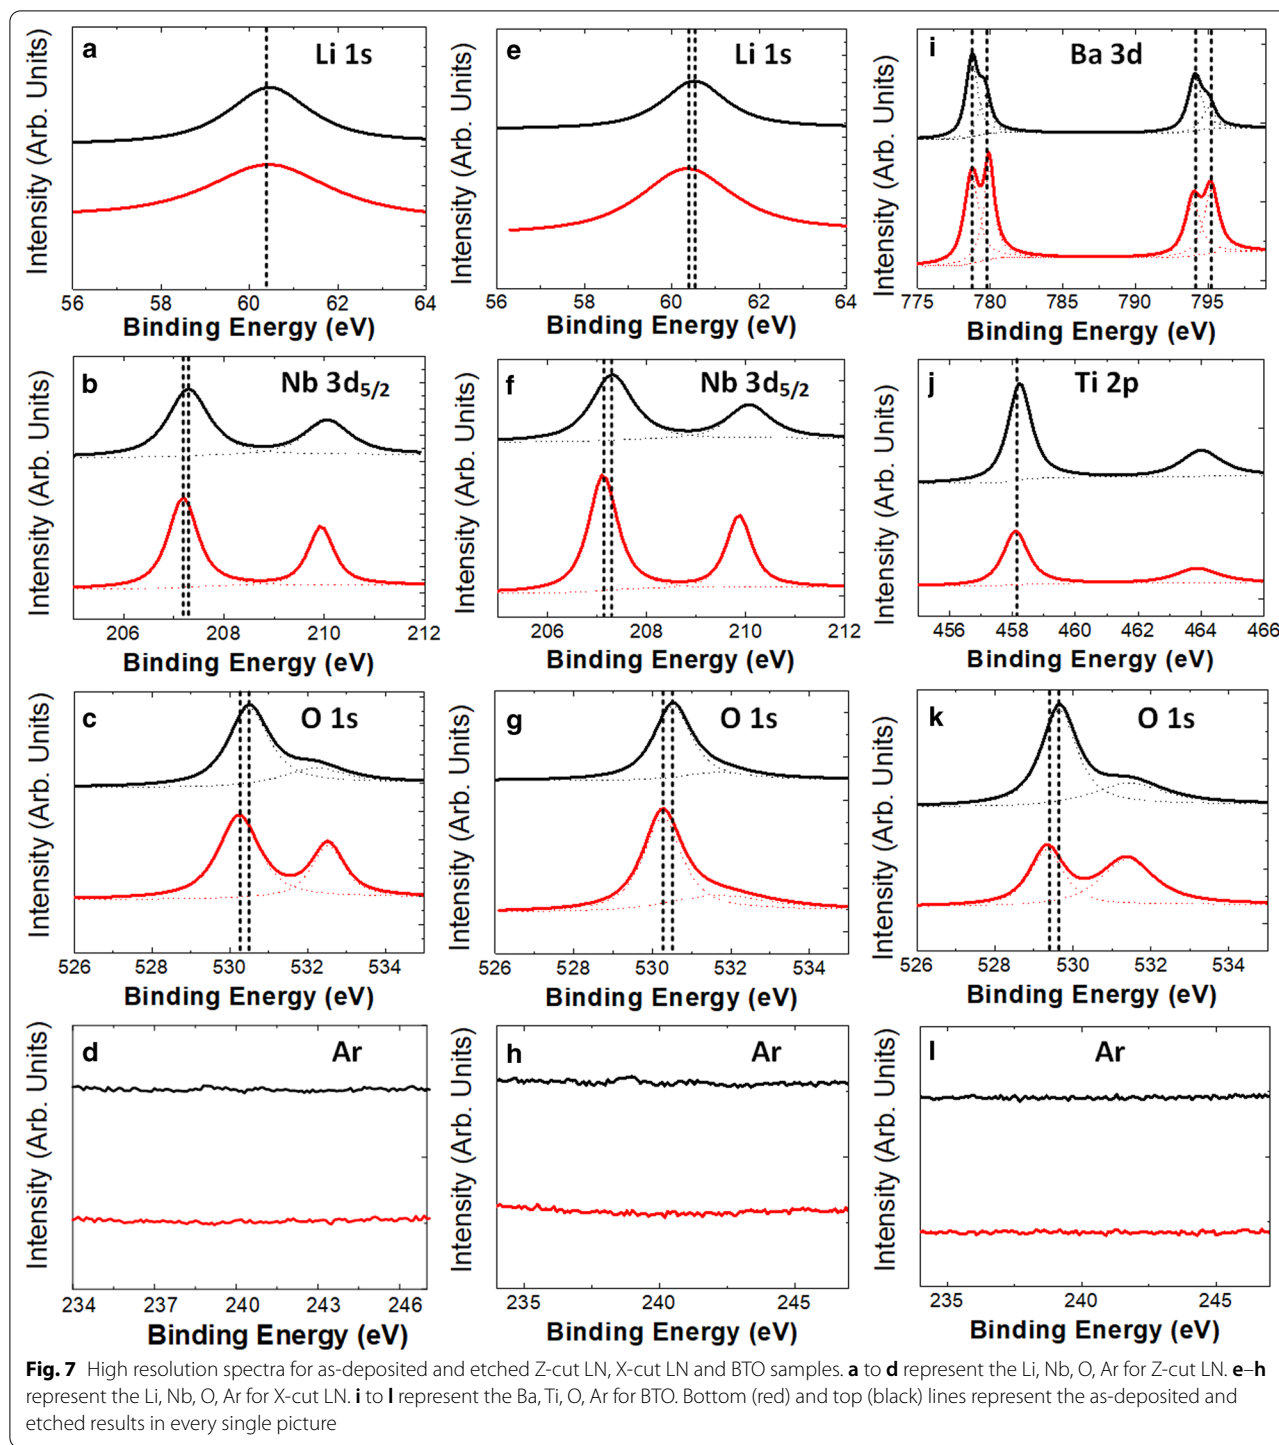 a
Li 1s
Intensity (Arb. Units)
56 58 60 62 64
Binding Energy (eV)
e
Li 1s
Intensity (Arb. Units)
56 58 60 62 64
Binding Energy (eV)
i
Ba 3d
Intensity (Arb. Units)
775 780 785 790 795
Binding Energy (eV)
b
Nb 3d5/2
Intensity (Arb. Units)
206 208 210 212
Binding Energy (eV)
f
Nb 3d5/2
Intensity (Arb. Units)
206 208 210 212
Binding Energy (eV)
j
Ti 2p
Intensity (Arb. Units)
456 458 460 462 464 466
Binding Energy (eV)
c
O 1s
Intensity (Arb. Units)
526 528 530 532 534
Binding Energy (eV)
g
O 1s
Intensity (Arb. Units)
526 528 530 532 534
Binding Energy (eV)
k
O 1s
Intensity (Arb. Units)
526 528 530 532 534
Binding Energy (eV)
d
Ar
Intensity (Arb. Units)
234 237 240 243 246
Binding Energy (eV)
h
Ar
Intensity (Arb. Units)
235 240 245
Binding Energy (eV)
l
Ar
Intensity (Arb. Units)
235 240 245
Binding Energy (eV)
Fig. 7 High resolution spectra for as-deposited and etched Z-cut LN, X-cut LN and BTO samples. a to d represent the Li, Nb, O, Ar for Z-cut LN. e–h
represent the Li, Nb, O, Ar for X-cut LN. i to l represent the Ba, Ti, O, Ar for BTO. Bottom (red) and top (black) lines represent the as-deposited and
etched results in every single picture